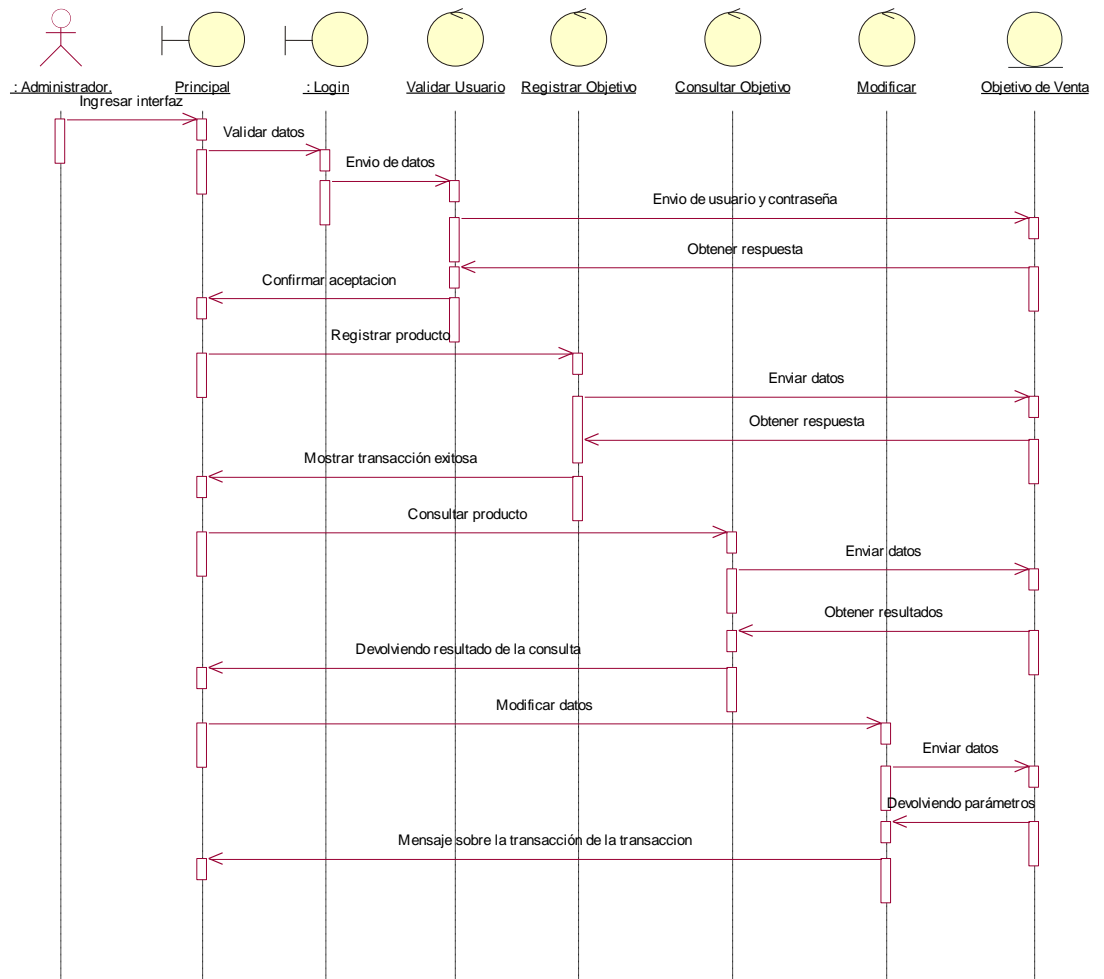 : Administrador.
Principal
: Login
Validar Usuario
Registrar Objetivo
Consultar Objetivo
Modificar
Objetivo de Venta
Ingresar interfaz
Validar datos
Envio de datos
Envio de usuario y contraseña
Obtener respuesta
Confirmar aceptacion
Registrar producto
Enviar datos
Obtener respuesta
Mostrar transacción exitosa
Consultar producto
Enviar datos
Obtener resultados
Devolviendo resultado de la consulta
Modificar datos
Enviar datos
Devolviendo parámetros
Mensaje sobre la transacción de la transaccion